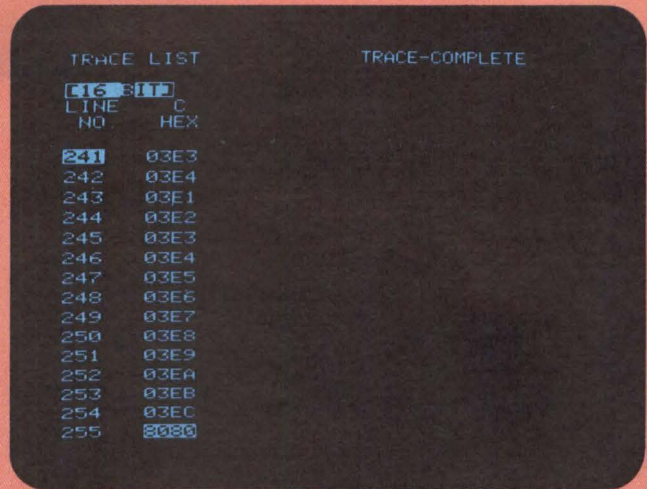 TRACE LIST TRACE-COMPLETE
[16 BIT]
LINE C
NO HEX
241 03E3
242 03E4
243 03E1
244 03E2
245 03E3
246 03E4
247 03E5
248 03E6
249 03E7
250 03E8
251 03E9
252 03EA
253 03EB
254 03EC
255 8080